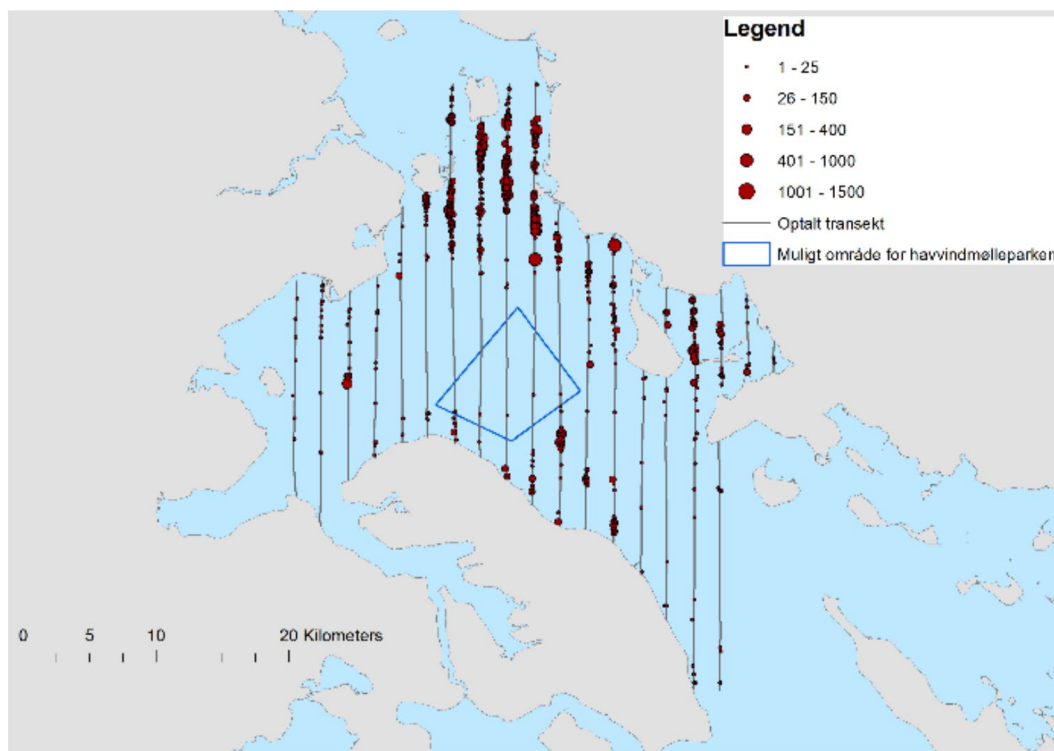 Legend
1 - 25
26 - 150
151 - 400
401 - 1000
1001 - 1500
Optalt transekt
Muligt område for havvindmølleparken
0 5 10 20 Kilometers